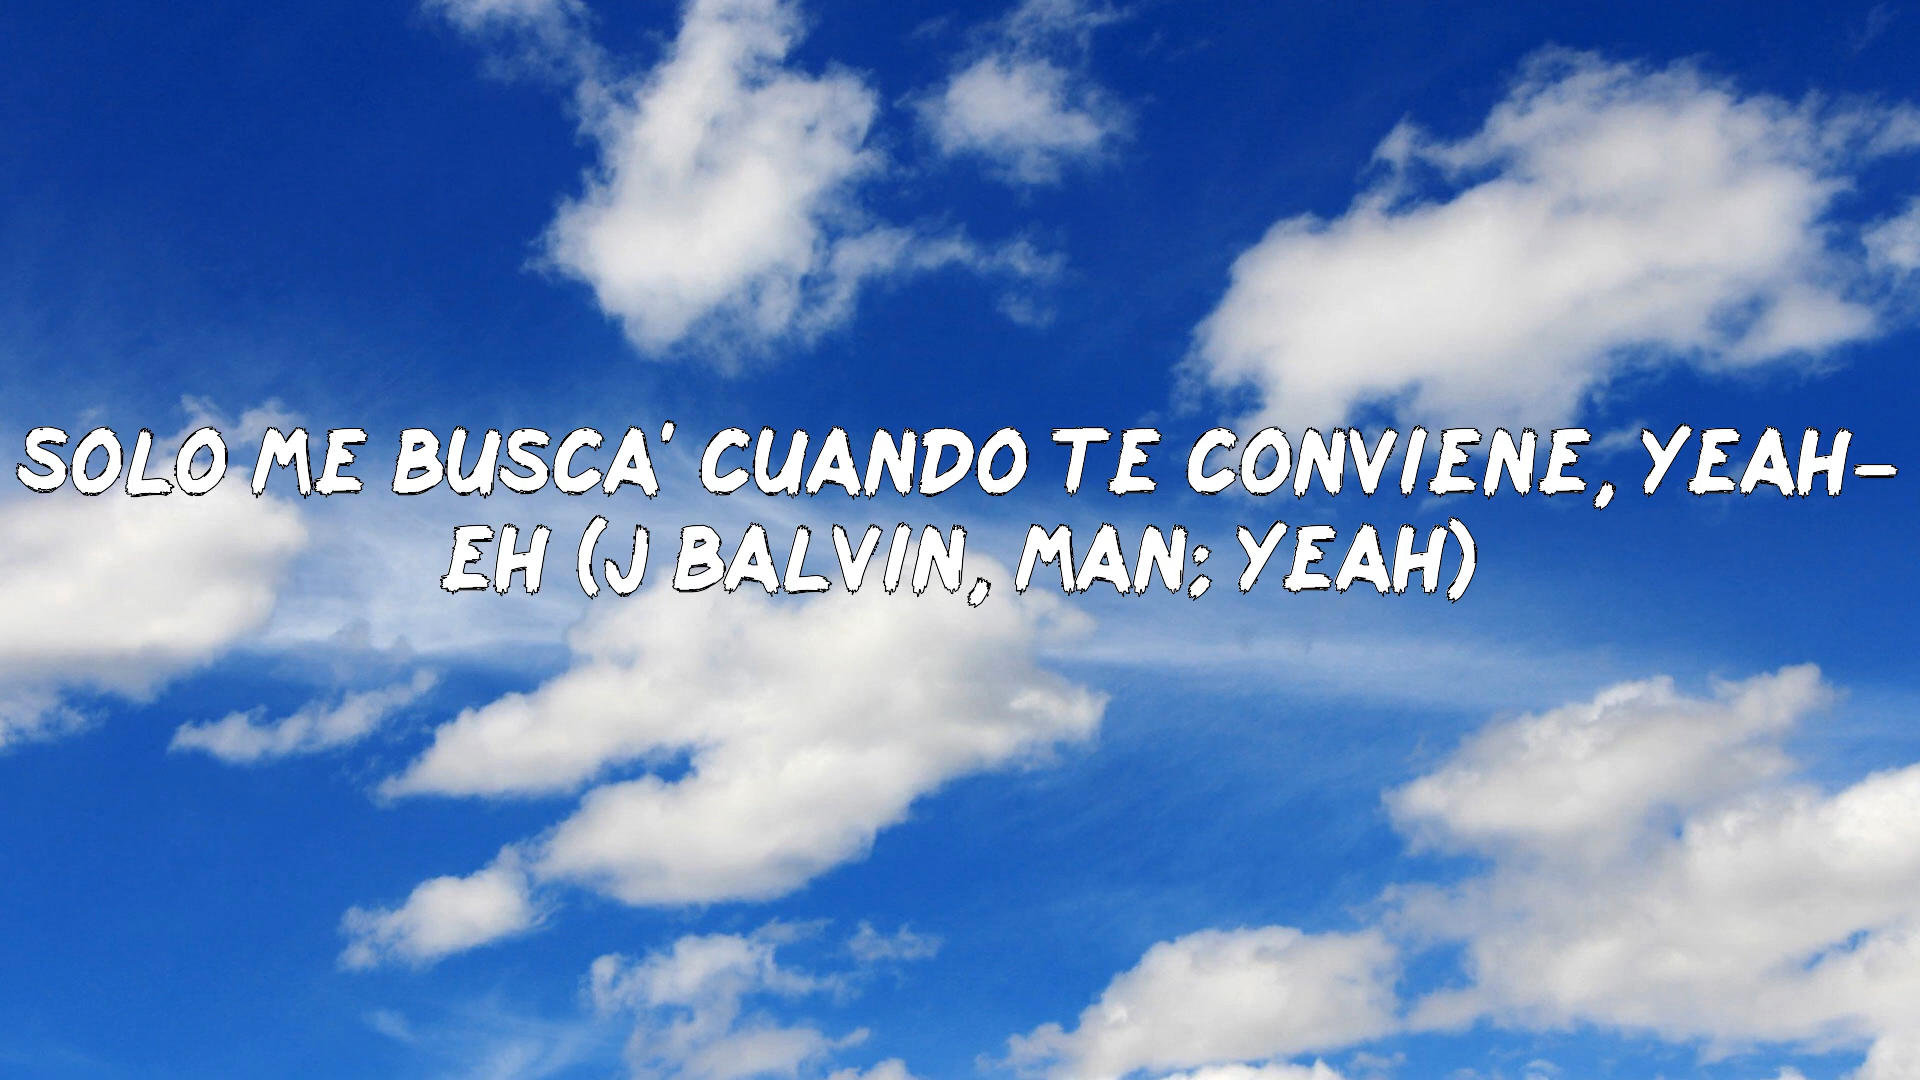 SOLO ME BUSCA' CUANDO TE CONVIENE, YEAH-
EH (J BALVIN, MAN; YEAH)